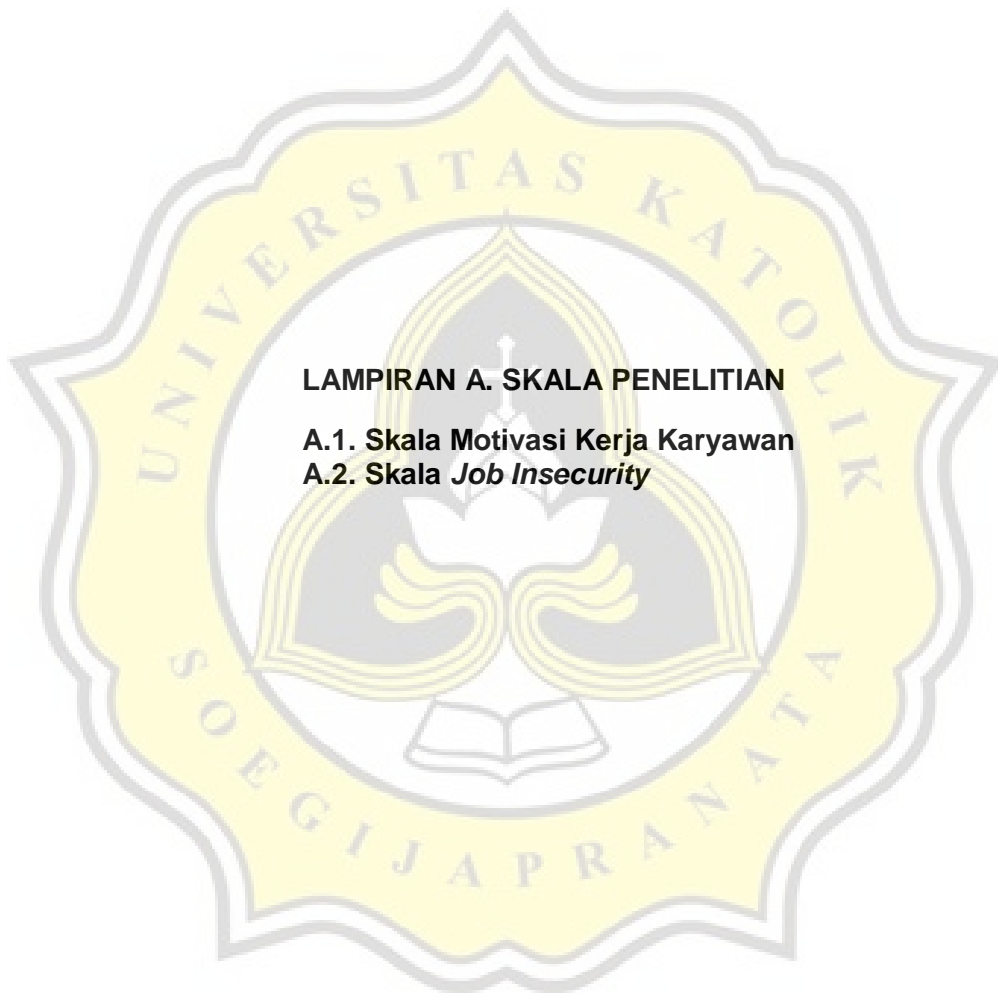 UNIVERSITAS KATOLIK
LAMPIRAN A. SKALA PENELITIAN
A.1. Skala Motivasi Kerja Karyawan
A.2. Skala Job Insecurity
SOEGIJAPRANATA